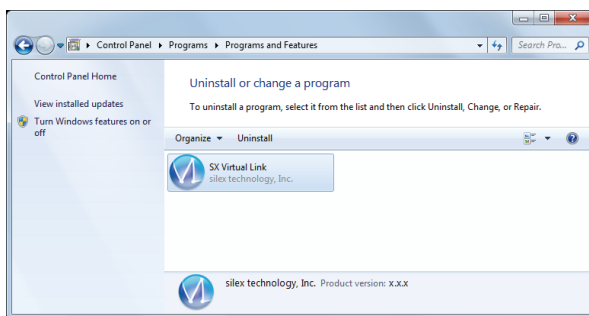 Control Panel ▸ Programs ▸ Programs and Features
Search Pro...
Control Panel Home
View installed updates
Turn Windows features on or
off
Uninstall or change a program
To uninstall a program, select it from the list and then click Uninstall, Change, or Repair.
Organize Uninstall
SX Virtual Link
silex technology, Inc.
silex technology, Inc. Product version: x.x.x